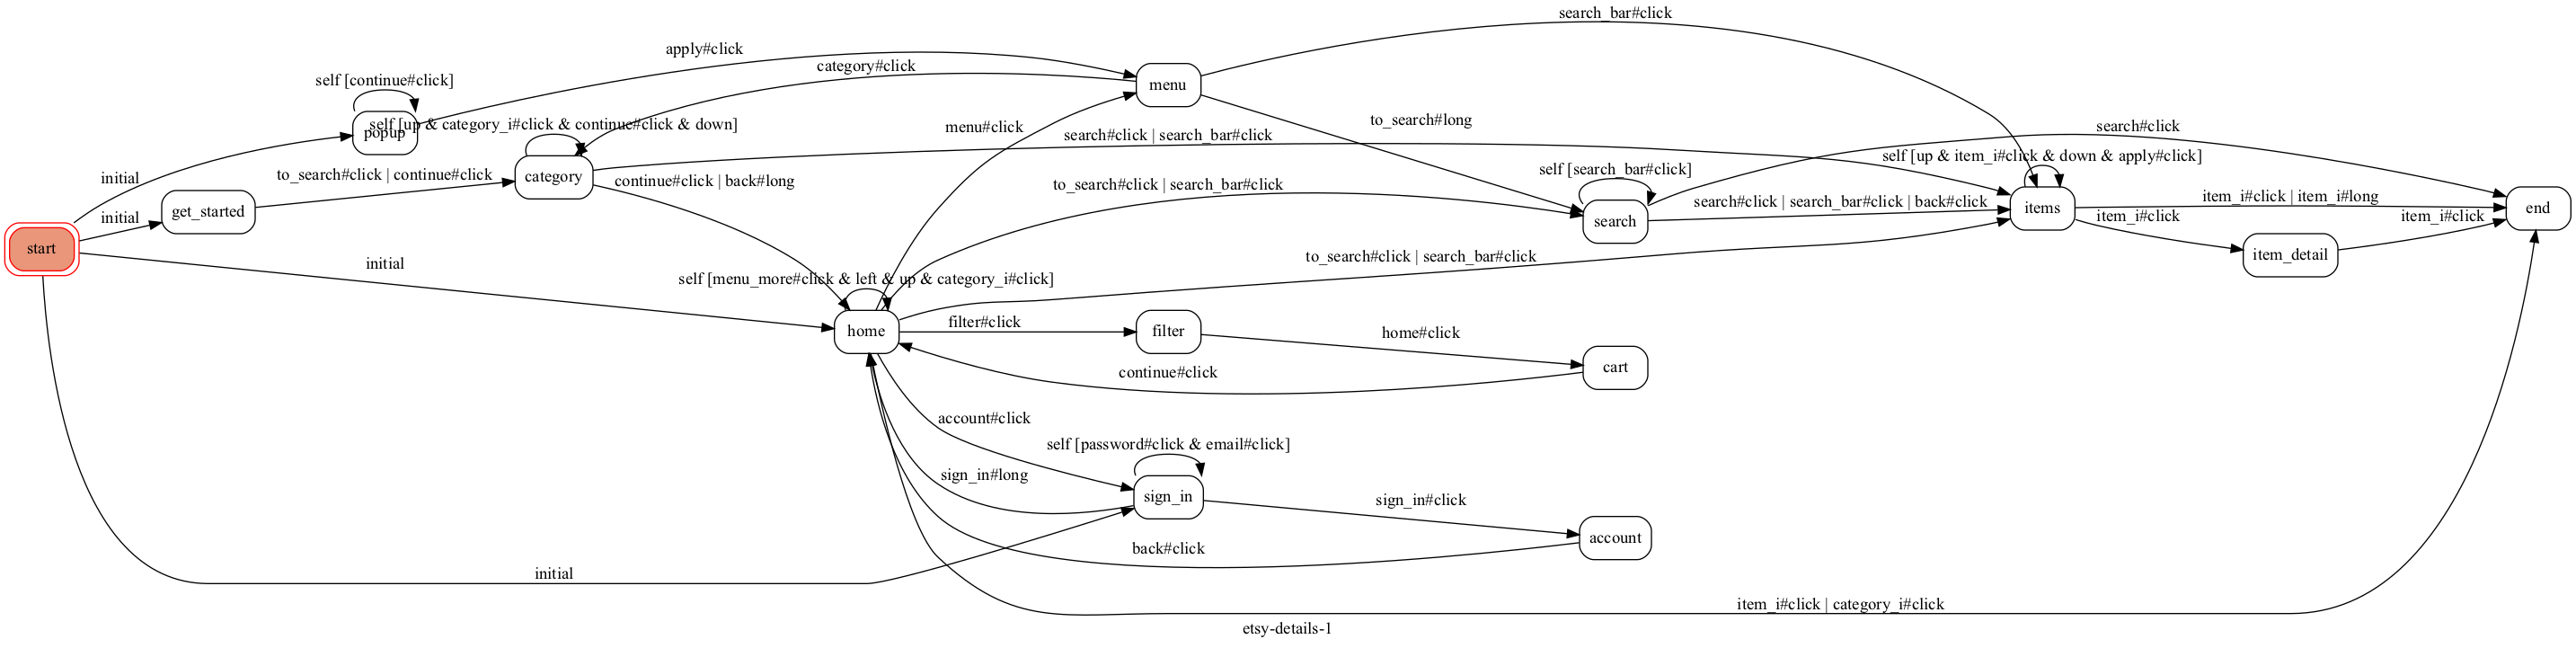 search_bar#click
apply#click
category#click
self [continue#click]
menu
popup
self [up & category_i#click & continue#click & down]
menu#click
to_search#long
search#click
search#click | search_bar#click
self [up & item_i#click & down & apply#click]
initial
to_search#click | continue#click
category
continue#click | back#long
to_search#click | search_bar#click
self [search_bar#click]
get_started
initial
search
search#click | search_bar#click | back#click
items
item_i#click | item_i#long
item_i#click
item_i#click
end
start
initial
self [menu_more#click & left & up & category_i#click]
to_search#click | search_bar#click
item_detail
home
filter#click
filter
home#click
cart
continue#click
account#click
self [password#click & email#click]
sign_in#long
sign_in
sign_in#click
account
back#click
initial
item_i#click | category_i#click
etsy-details-1